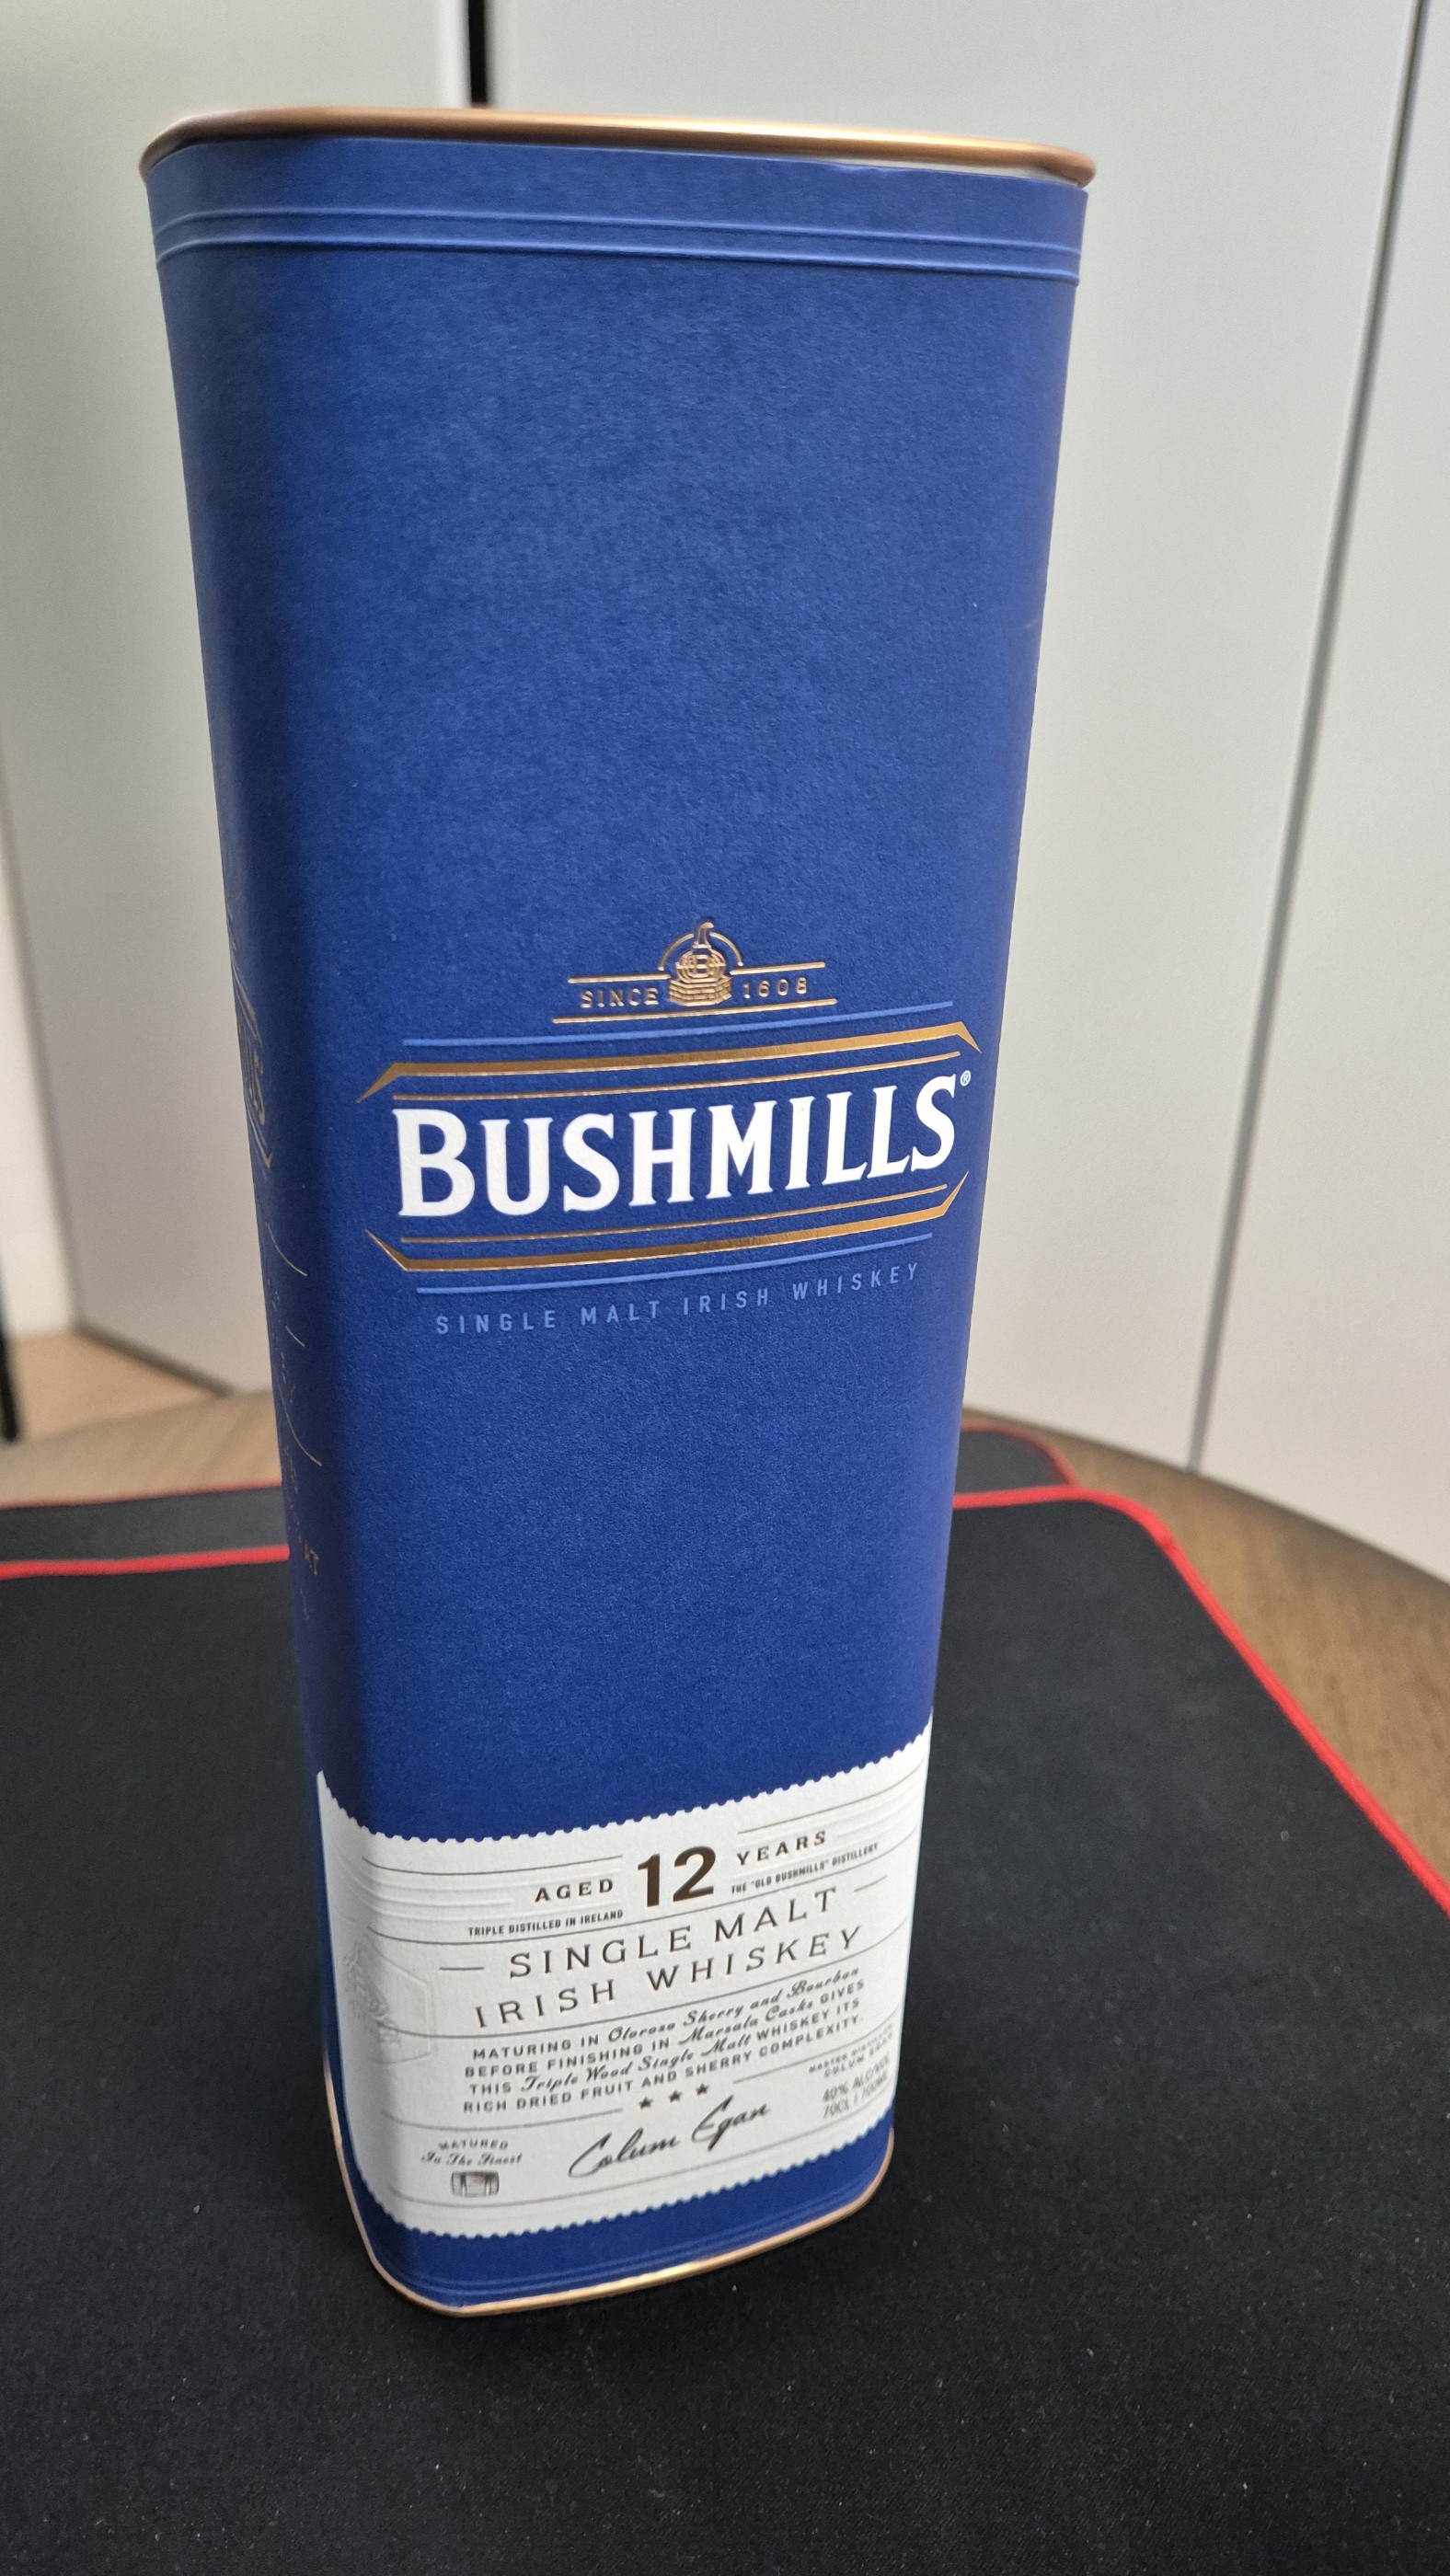 SINCE 1608
BUSHMILLS®
SINGLE MALT IRISH WHISKEY
AGED 12 YEARS
TRIPLE DISTILLED IN IRELAND THE "OLD BUSHMILLS" DISTILLERY
SINGLE MALT
IRISH WHISKEY
MATURING IN Oloroso Sherry and Bourbon
BEFORE FINISHING IN Marsala Casks GIVES
THIS Triple Wood Single Malt WHISKEY ITS
RICH DRIED FRUIT AND SHERRY COMPLEXITY.
MASTER DISTILLER
COLUM EGAN
40% ALC/VOL
70CL | 700ML
MATURED
In The Finest
Colum Egan